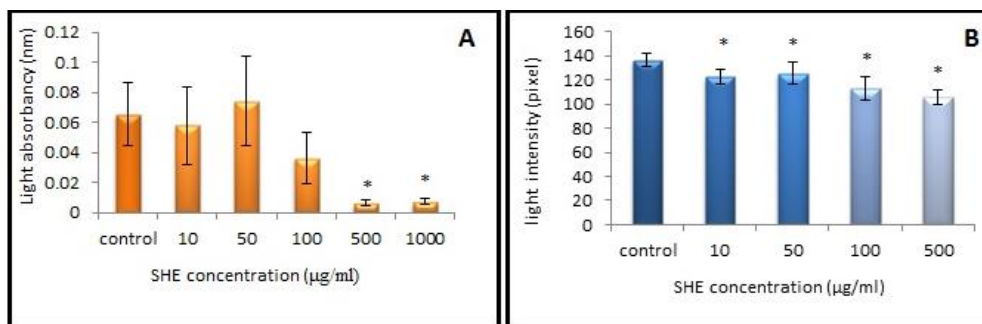 A
Light absorbancy (nm)
0.12
0.1
0.08
0.06
0.04
0.02
0
* *
control 10 50 100 500 1000
SHE concentration (µg/ml)
B
light intensity (pixel)
160
140
120
100
80
60
40
20
0
* * * *
control 10 50 100 500
SHE concentration (µg/ml)